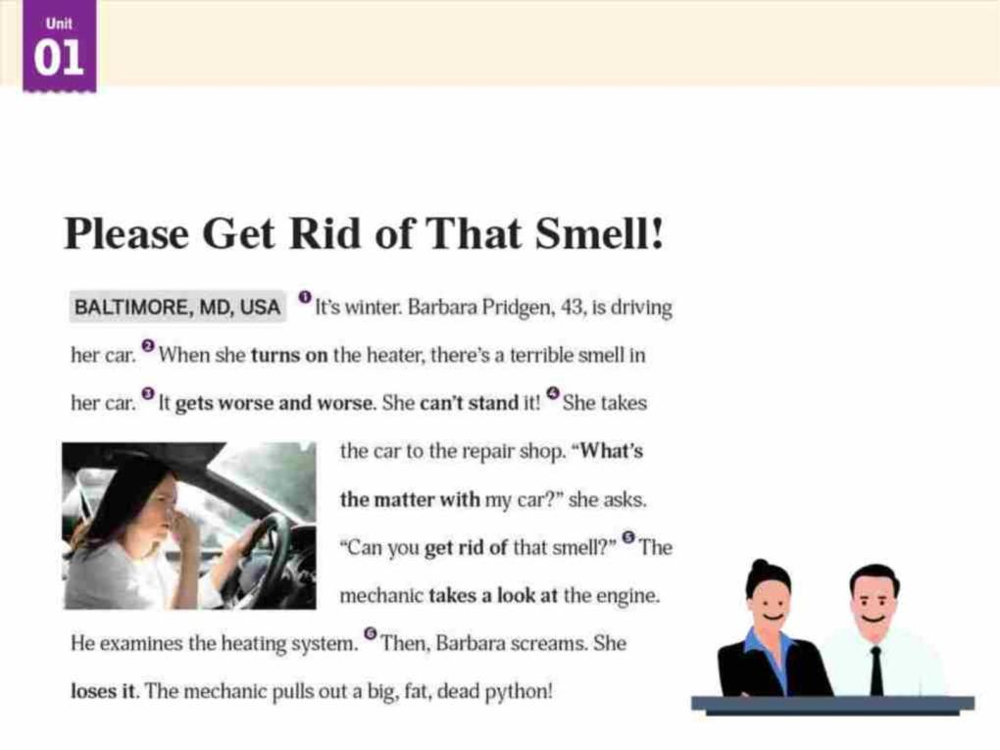 Unit
01
Please Get Rid of That Smell!
BALTIMORE, MD, USA ❶ It's winter. Barbara Pridgen, 43, is driving
her car. ❷ When she turns on the heater, there's a terrible smell in
her car. ❸ It gets worse and worse. She can't stand it! ❹ She takes
the car to the repair shop. “What's
the matter with my car?” she asks.
“Can you get rid of that smell?” ❺ The
mechanic takes a look at the engine.
He examines the heating system. ❻ Then, Barbara screams. She
loses it. The mechanic pulls out a big, fat, dead python!